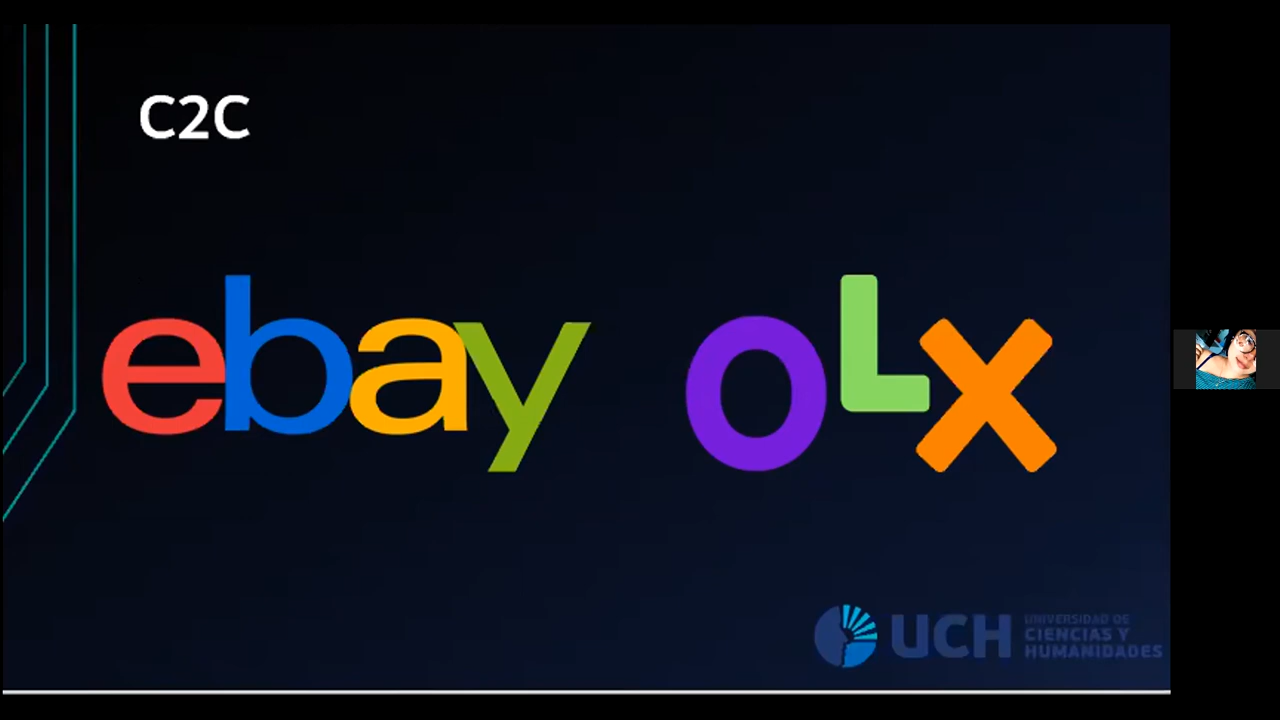 C2C
ebay
OLX
UCH
UNIVERSIDAD DE
CIENCIAS Y
HUMANIDADES